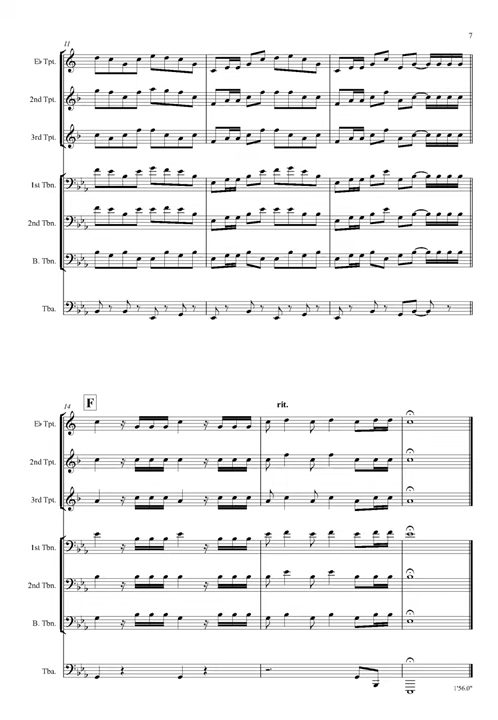 7
11
E♭ Tpt.
2nd Tpt.
3rd Tpt.
1st Tbn.
2nd Tbn.
B. Tbn.
Tba.
14
F
rit.
E♭ Tpt.
2nd Tpt.
3rd Tpt.
1st Tbn.
2nd Tbn.
B. Tbn.
Tba.
1'56.0"